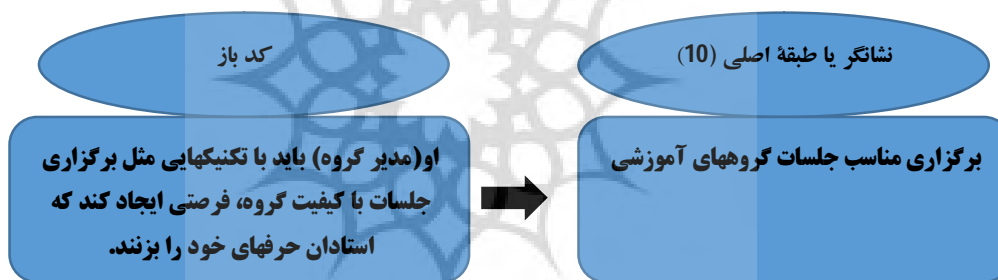 نشانگر یا طبقهٔ اصلی (10)
کد باز
برگزاری مناسب جلسات گروههای آموزشی
او(مدیر گروه) باید با تکنیکهایی مثل برگزاری
جلسات با کیفیت گروه، فرصتی ایجاد کند که
استادان حرفهای خود را بزنند.